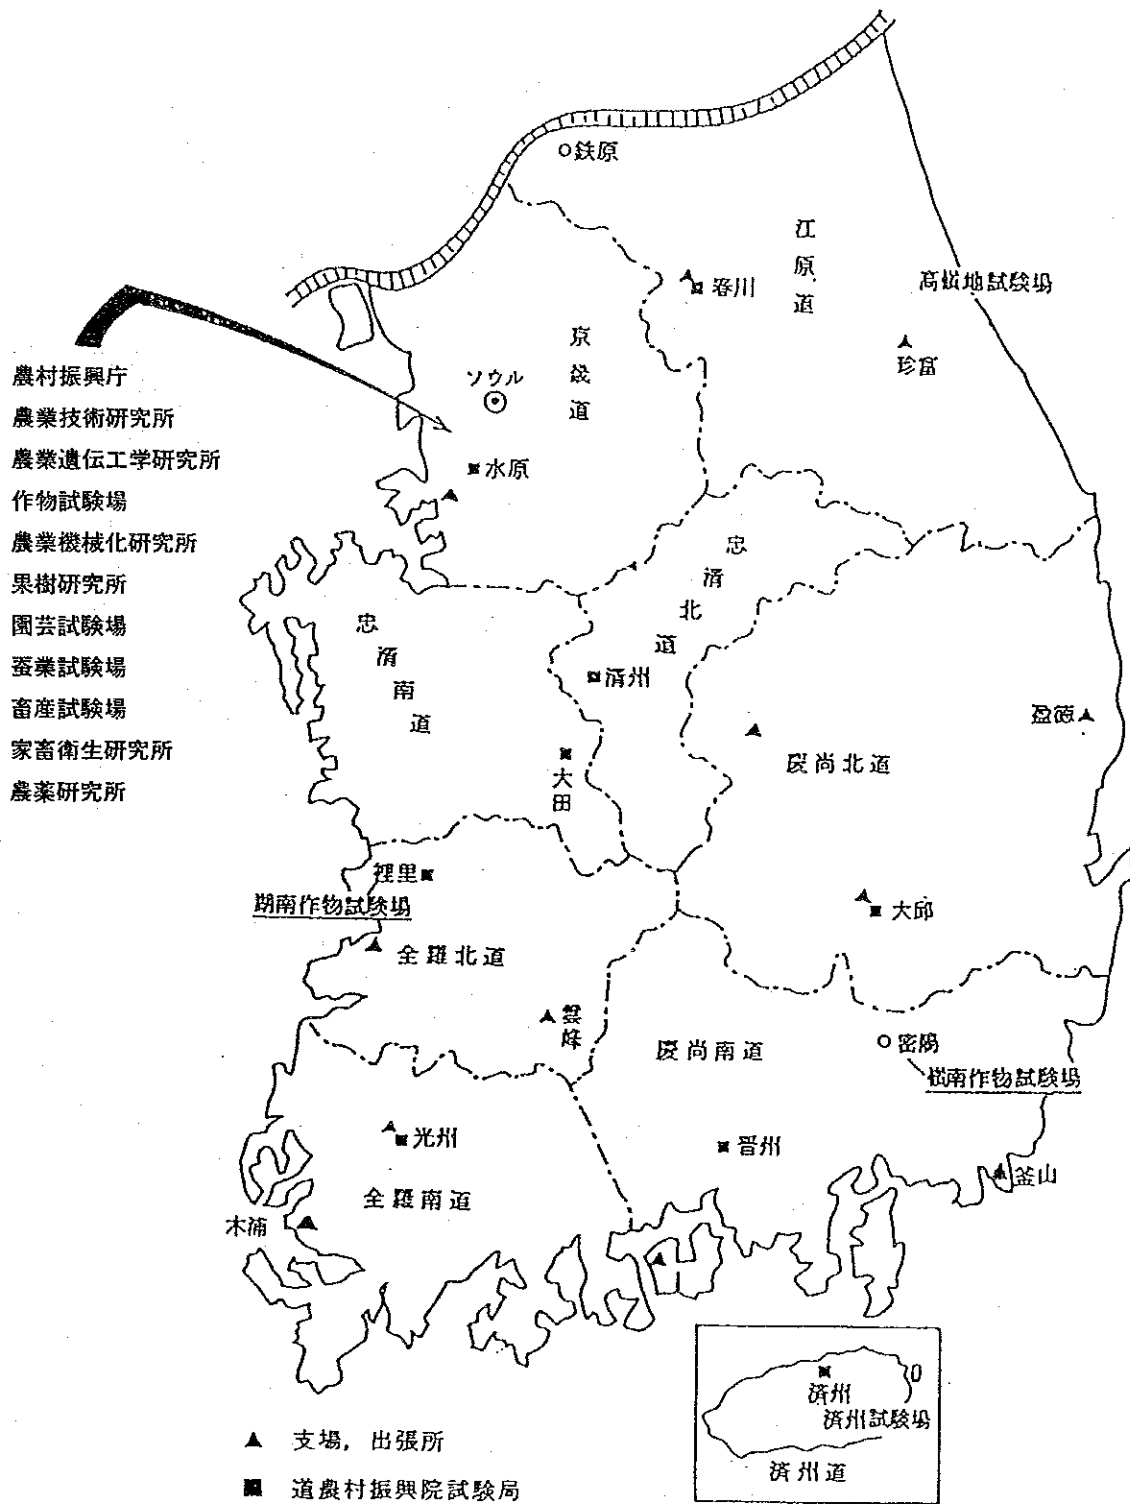 鉄原
江原道
高嶺地試験場
春川
珍富
京畿道
ソウル
水原
農村振興庁
農業技術研究所
農業遺伝工学研究所
作物試験場
農業機械化研究所
果樹研究所
園芸試験場
蚕業試験場
畜産試験場
家畜衛生研究所
農薬研究所
忠清北道
忠清南道
清州
盈徳
慶尚北道
大田
裡里
湖南作物試験場
大邱
全羅北道
雲峰
慶尚南道
密陽
嶺南作物試験場
光州
晋州
釜山
全羅南道
木浦
済州
済州試験場
済州道
▲ 支場，出張所
■ 道農村振興院試験局